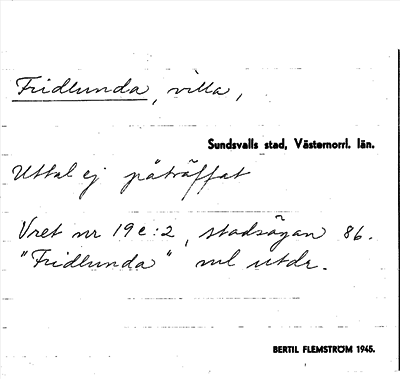 Fridlunda, villa,
Sundsvalls stad, Västernorrl. län.
Uttal ej påträffat
Vret nr 19 e:2, stadsägan 86.
"Fridlunda" enl utdr.
BERTIL FLEMSTRÖM 1945.